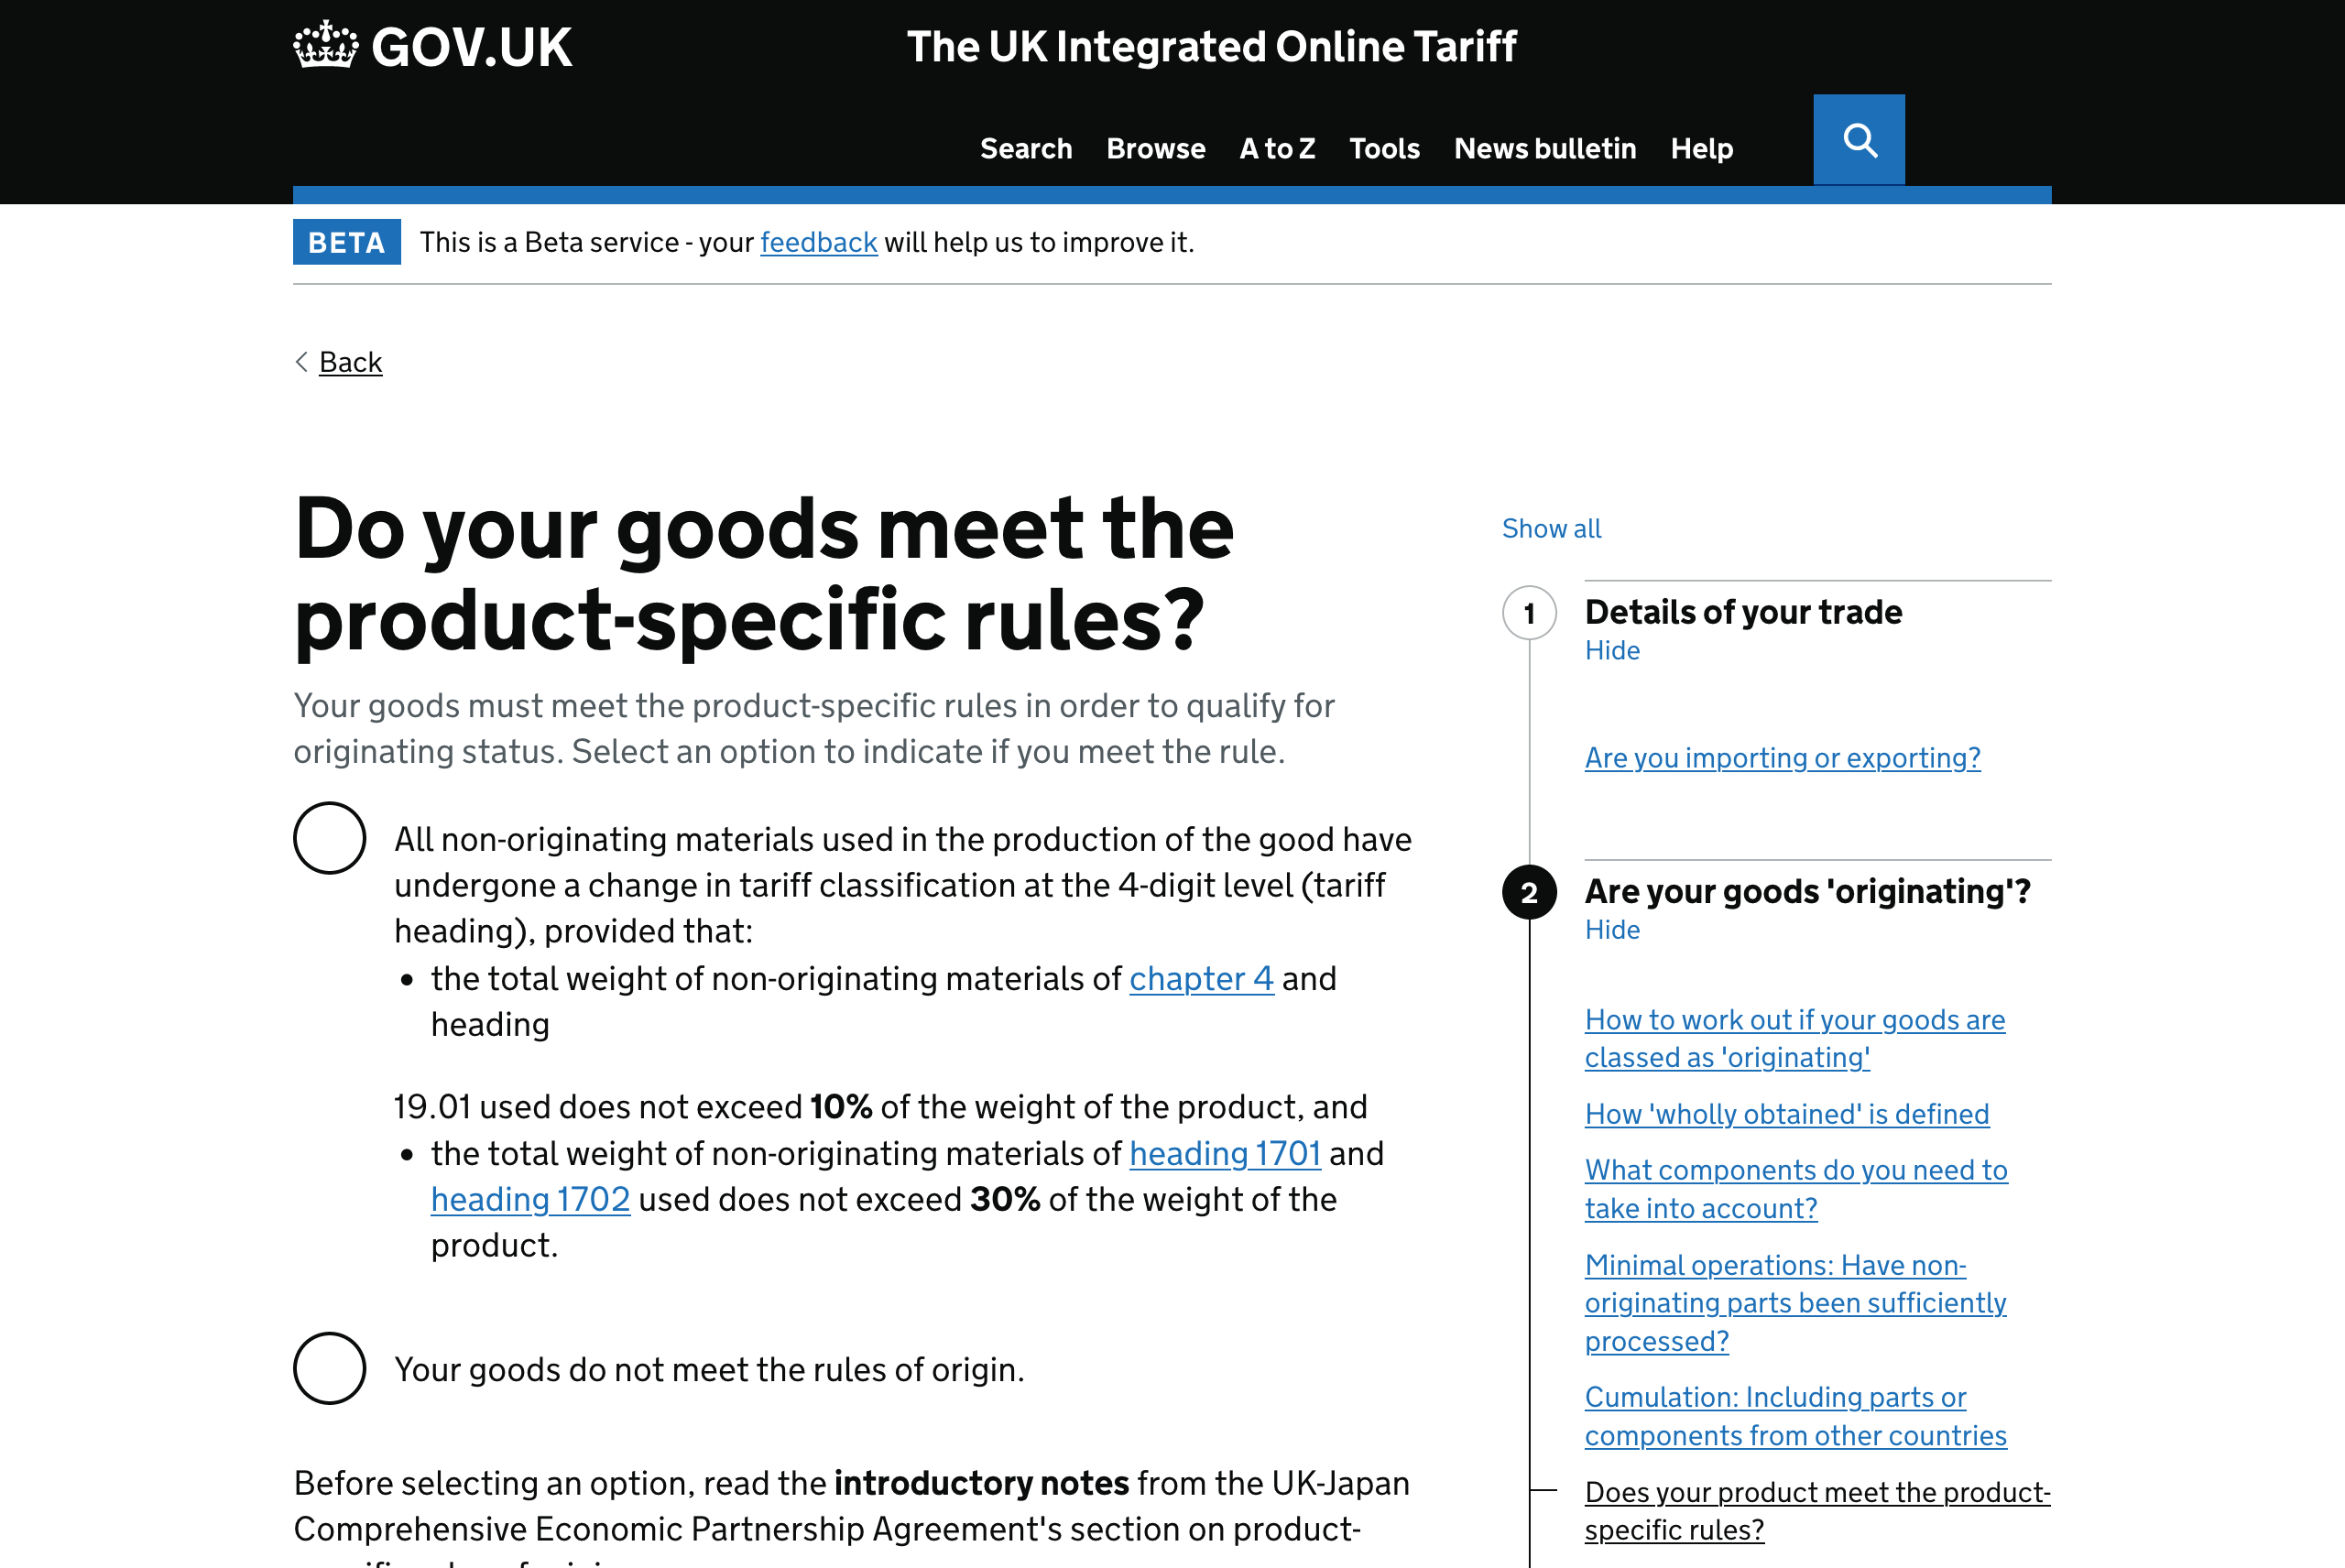 GOV.UK
The UK Integrated Online Tariff
Search Browse A to Z Tools News bulletin Help
BETA This is a Beta service - your feedback will help us to improve it.
Back
Do your goods meet the
product-specific rules?
Your goods must meet the product-specific rules in order to qualify for
originating status. Select an option to indicate if you meet the rule.
All non-originating materials used in the production of the good have
undergone a change in tariff classification at the 4-digit level (tariff
heading), provided that:
• the total weight of non-originating materials of chapter 4 and
heading
19.01 used does not exceed 10% of the weight of the product, and
• the total weight of non-originating materials of heading 1701 and
heading 1702 used does not exceed 30% of the weight of the
product.
Your goods do not meet the rules of origin.
Before selecting an option, read the introductory notes from the UK-Japan
Comprehensive Economic Partnership Agreement's section on product-
Show all
1 Details of your trade
Hide
Are you importing or exporting?
2 Are your goods 'originating'?
Hide
How to work out if your goods are
classed as 'originating'
How 'wholly obtained' is defined
What components do you need to
take into account?
Minimal operations: Have non-
originating parts been sufficiently
processed?
Cumulation: Including parts or
components from other countries
Does your product meet the product-
specific rules?